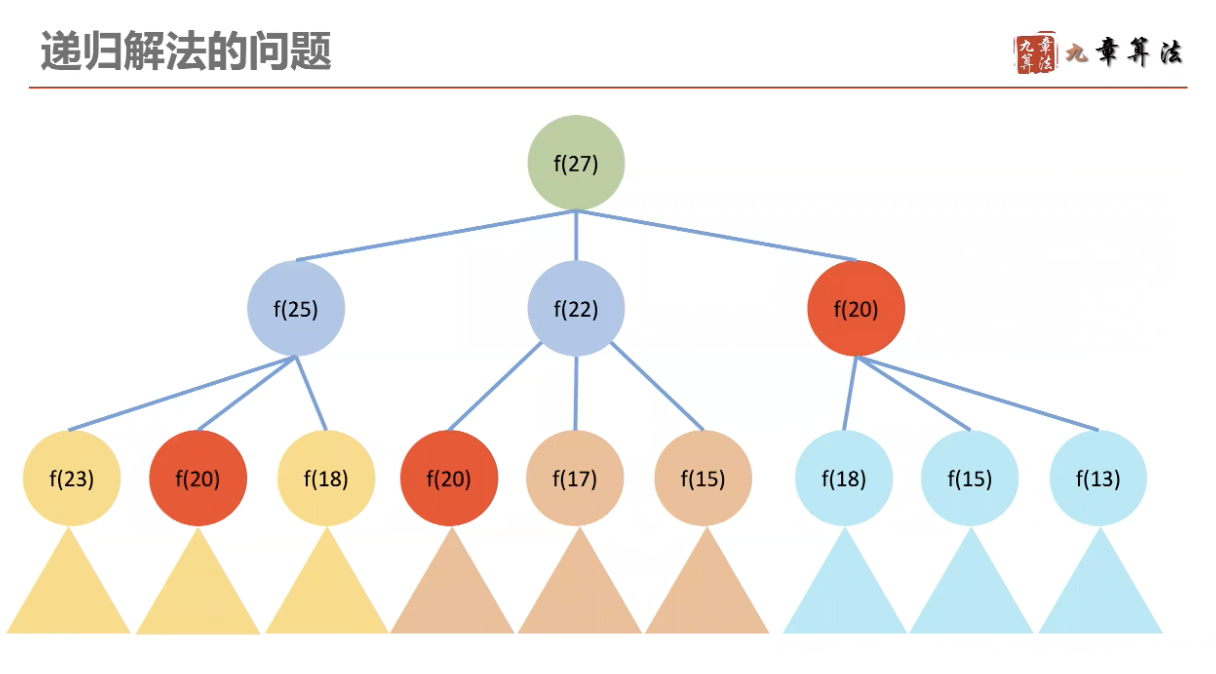 递归解法的问题
九章算法
九章算法
f(27)
f(25) f(22) f(20)
f(23) f(20) f(18) f(20) f(17) f(15) f(18) f(15) f(13)